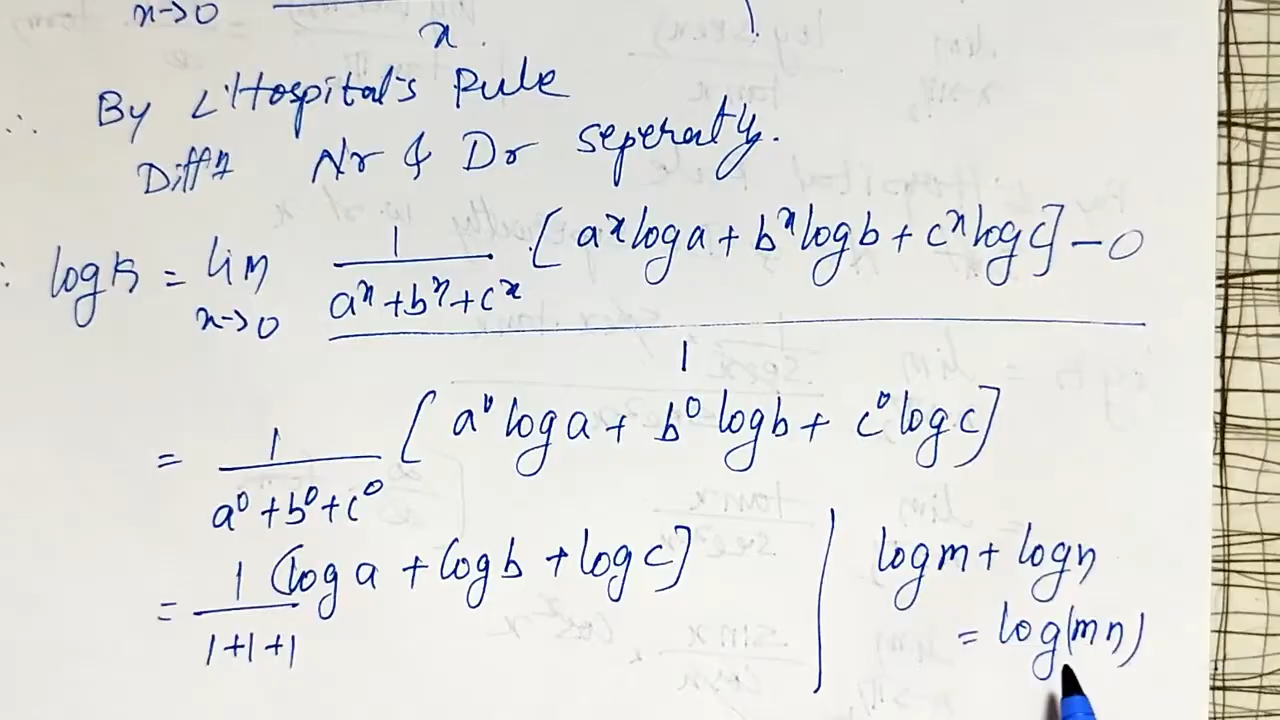 x→0
x.
∴ By L'Hospital's Rule
Diffn Nr & Dr seperatly.
∴ log k = lim x→0 1/(a^x + b^x + c^x) [a^x log a + b^x log b + c^x log c] - 0
1
= 1/(a^0 + b^0 + c^0) [a^0 log a + b^0 log b + c^0 log c]
= 1/(1+1+1) (log a + log b + log c]
log m + log n
= log(mn)